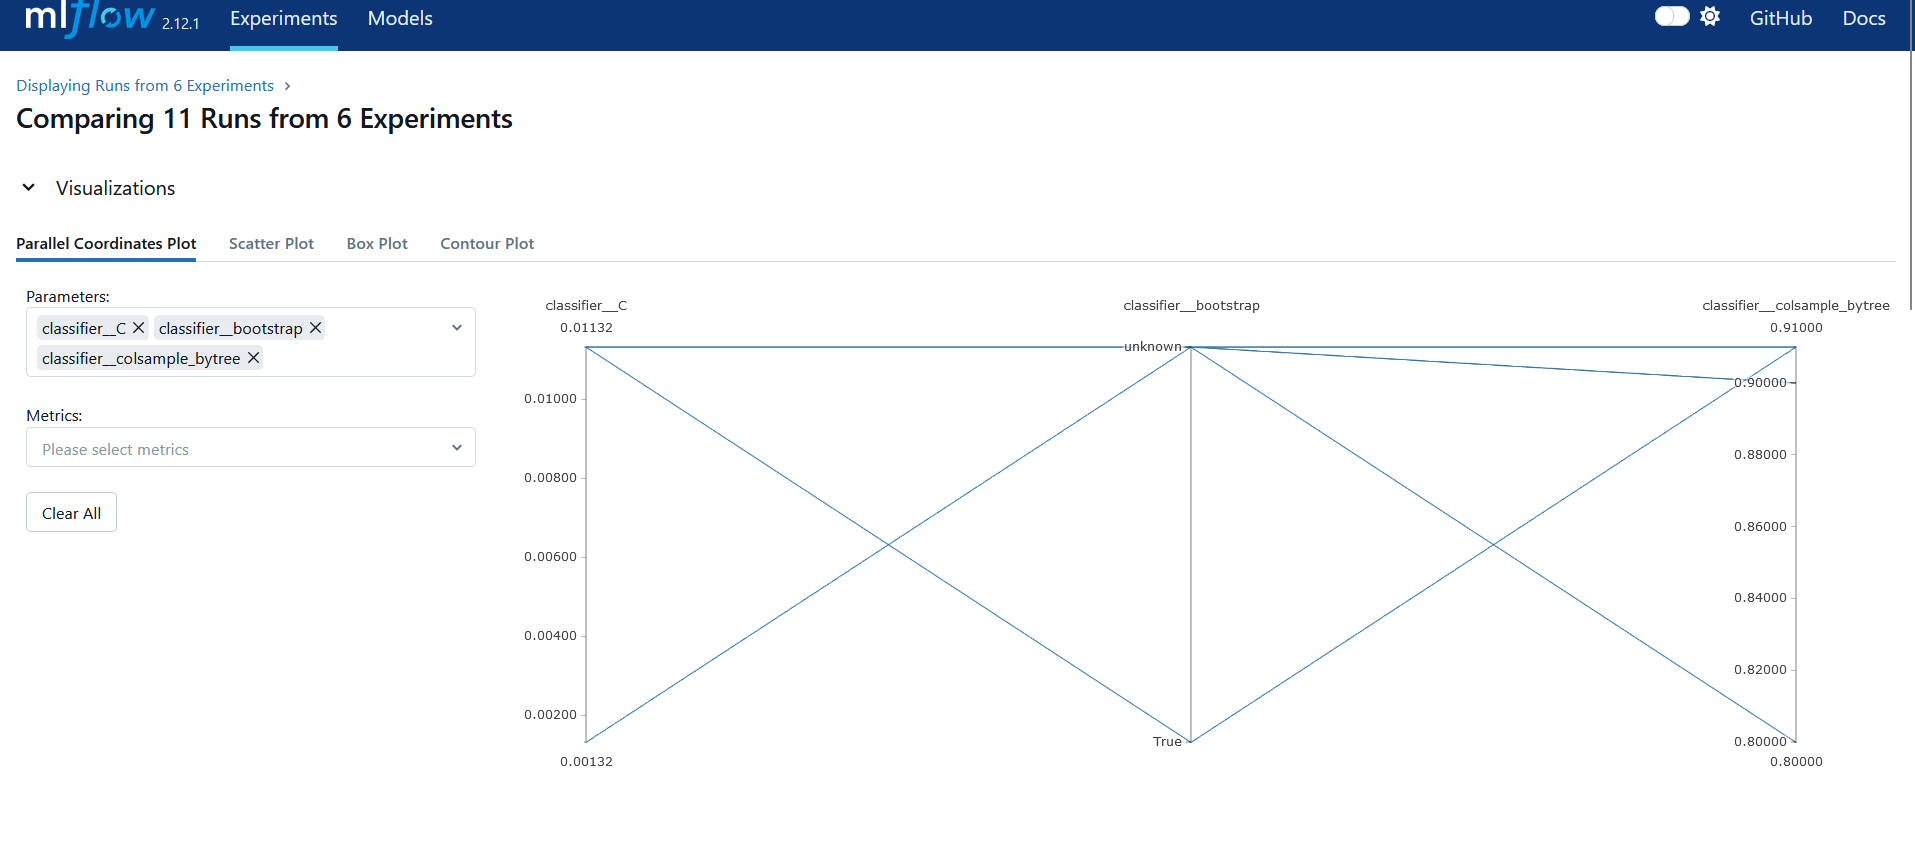 mlflow 2.12.1 Experiments Models GitHub Docs
Displaying Runs from 6 Experiments
Comparing 11 Runs from 6 Experiments
Visualizations
Parallel Coordinates Plot Scatter Plot Box Plot Contour Plot
Parameters:
classifier__C classifier__bootstrap
classifier__colsample_bytree
Metrics:
Please select metrics
Clear All
classifier__C classifier__bootstrap classifier__colsample_bytree
0.01132 0.91000
unknown
0.90000
0.01000
0.88000
0.00800
0.86000
0.00600
0.84000
0.00400
0.82000
0.00200
True 0.80000
0.00132 0.80000